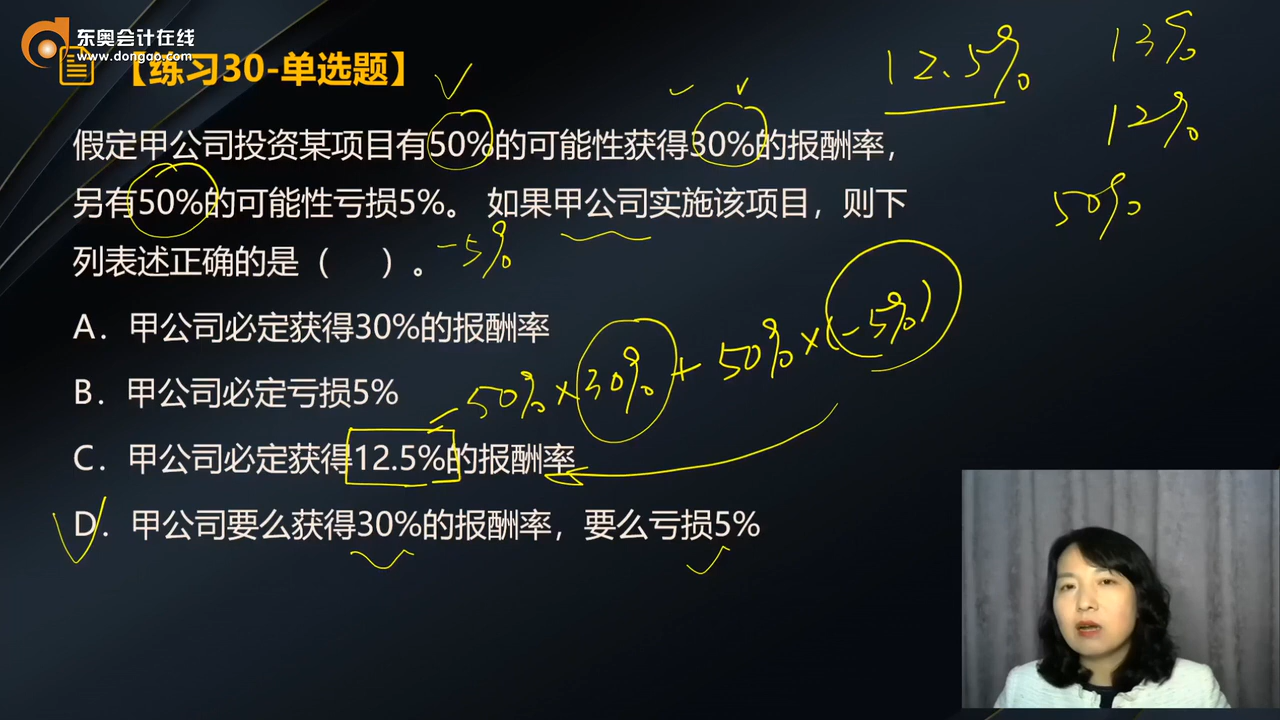 东奥会计在线
www.dongao.com
【练习30-单选题】
12.5%
13%
12%
50%
假定甲公司投资某项目有50%的可能性获得30%的报酬率，
另有50%的可能性亏损5%。 如果甲公司实施该项目，则下
列表述正确的是（ ）。
-5%
A．甲公司必定获得30%的报酬率
B．甲公司必定亏损5%
=50%×30%+50%×(-5%)
C．甲公司必定获得12.5%的报酬率
D．甲公司要么获得30%的报酬率，要么亏损5%